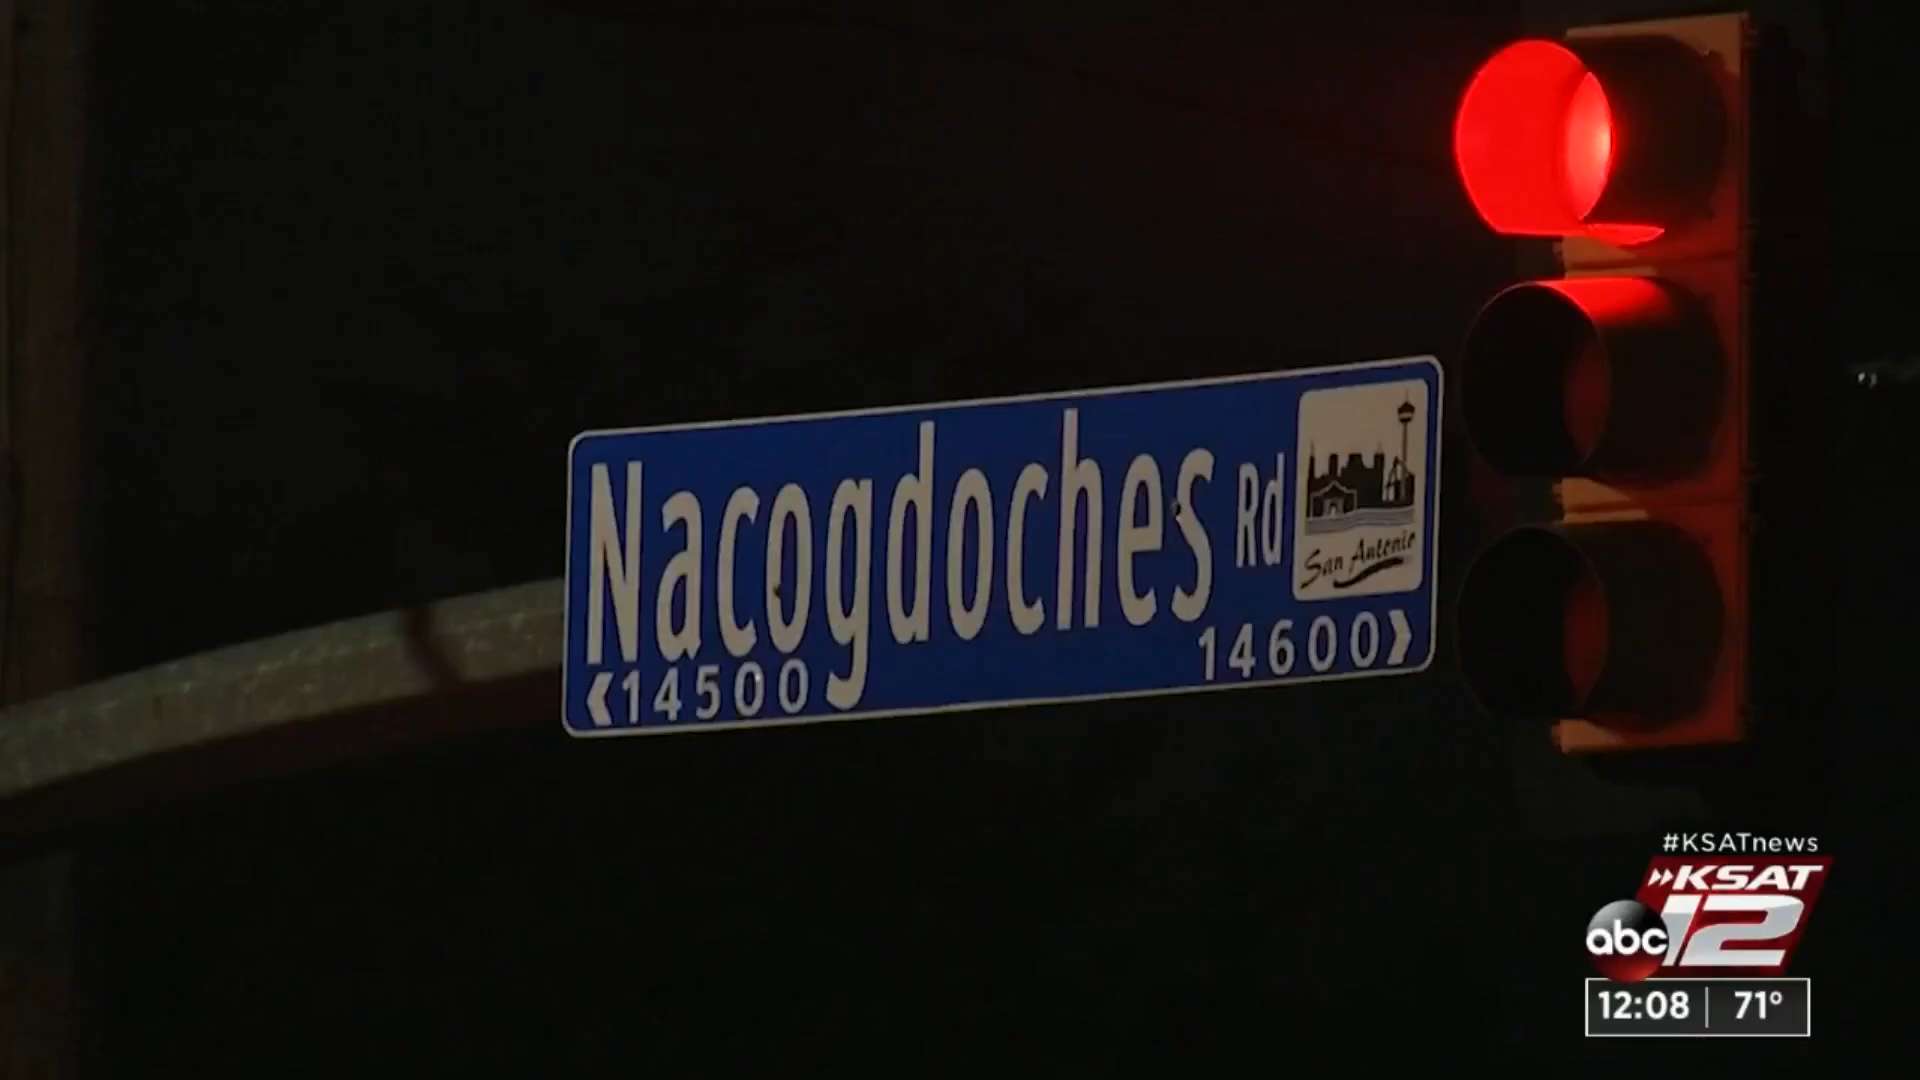 Nacogdoches Rd
San Antonio
<14500
14600>
#KSATnews
KSAT
abc 12
12:08 | 71°